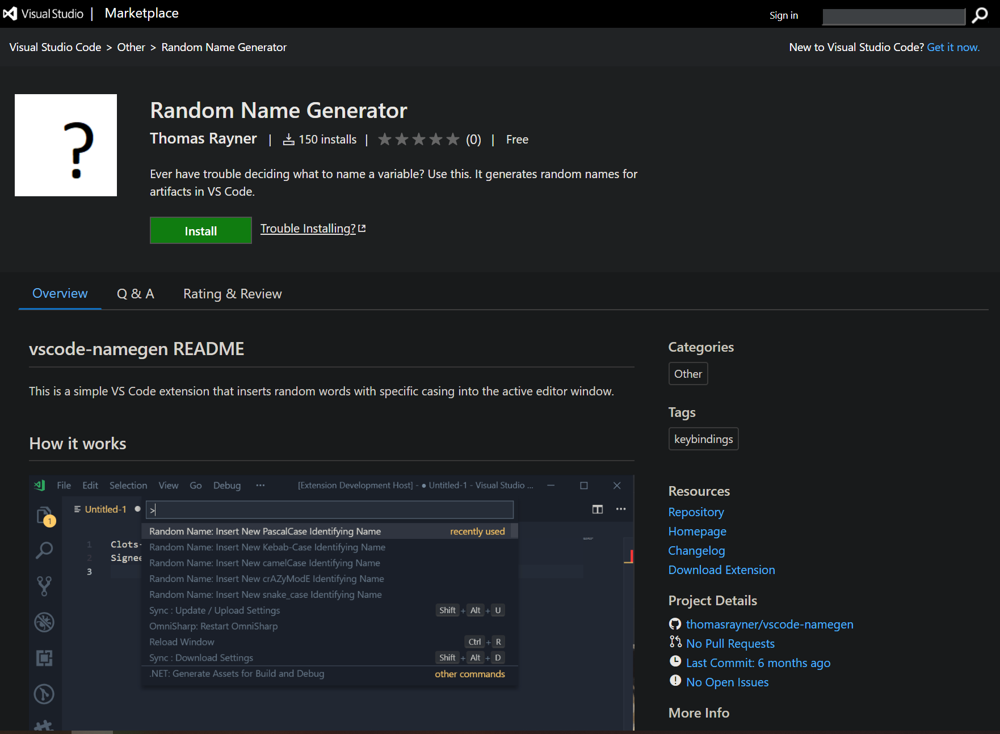 Visual Studio | Marketplace
Sign in
Visual Studio Code > Other > Random Name Generator
New to Visual Studio Code? Get it now.
?
Random Name Generator
Thomas Rayner | 150 installs | (0) | Free
Ever have trouble deciding what to name a variable? Use this. It generates random names for
artifacts in VS Code.
Install
Trouble Installing?
Overview
Q & A
Rating & Review
vscode-namegen README
This is a simple VS Code extension that inserts random words with specific casing into the active editor window.
How it works
File Edit Selection View Go Debug ··· [Extension Development Host] - ● Untitled-1 - Visual Studio ...
Untitled-1 ●
>
1
Random Name: Insert New PascalCase Identifying Name recently used
1 Clots-
Random Name: Insert New Kebab-Case Identifying Name
2 Signee
Random Name: Insert New camelCase Identifying Name
3
Random Name: Insert New crAZyModE Identifying Name
Random Name: Insert New snake_case Identifying Name
Sync : Update / Upload Settings Shift + Alt + U
OmniSharp: Restart OmniSharp
Reload Window Ctrl + R
Sync : Download Settings Shift + Alt + D
.NET: Generate Assets for Build and Debug other commands
Categories
Other
Tags
keybindings
Resources
Repository
Homepage
Changelog
Download Extension
Project Details
thomasrayner/vscode-namegen
No Pull Requests
Last Commit: 6 months ago
No Open Issues
More Info